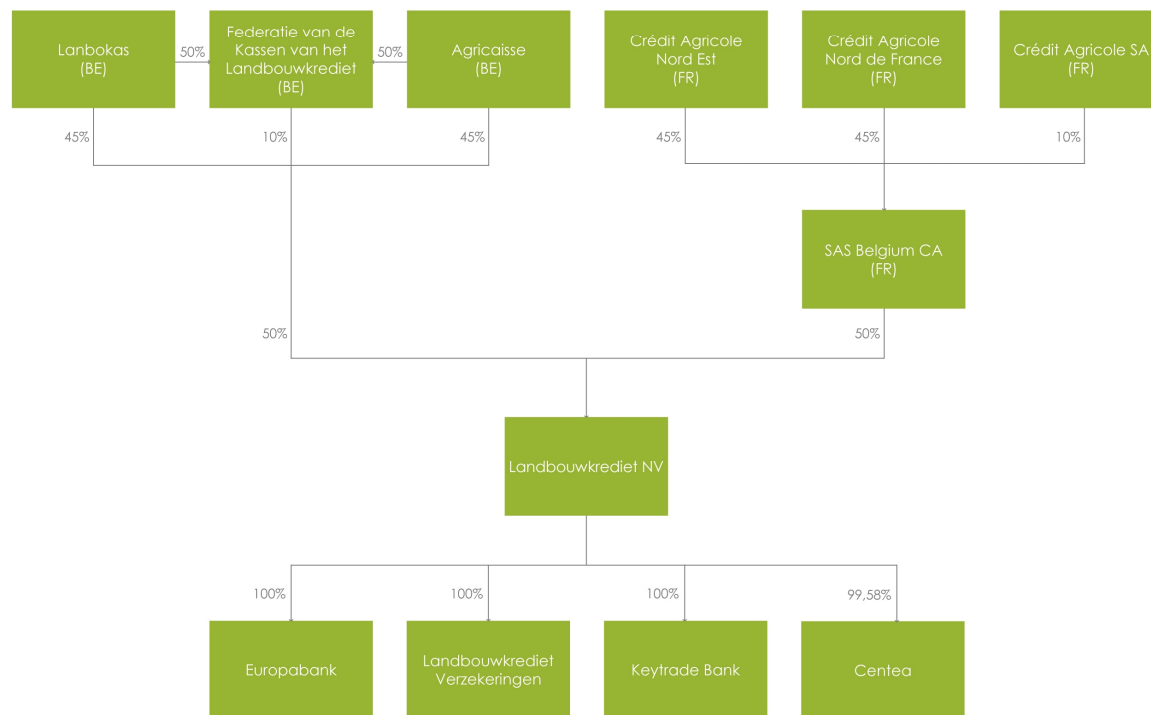 Lanbokas
(BE)
50%
Federatie van de
Kassen van het
Landbouwkrediet
(BE)
50%
Agricaisse
(BE)
Crédit Agricole
Nord Est
(FR)
Crédit Agricole
Nord de France
(FR)
Crédit Agricole SA
(FR)
45%
10%
45%
45%
45%
10%
SAS Belgium CA
(FR)
50%
50%
Landbouwkrediet NV
100%
100%
100%
99,58%
Europabank
Landbouwkrediet
Verzekeringen
Keytrade Bank
Centea